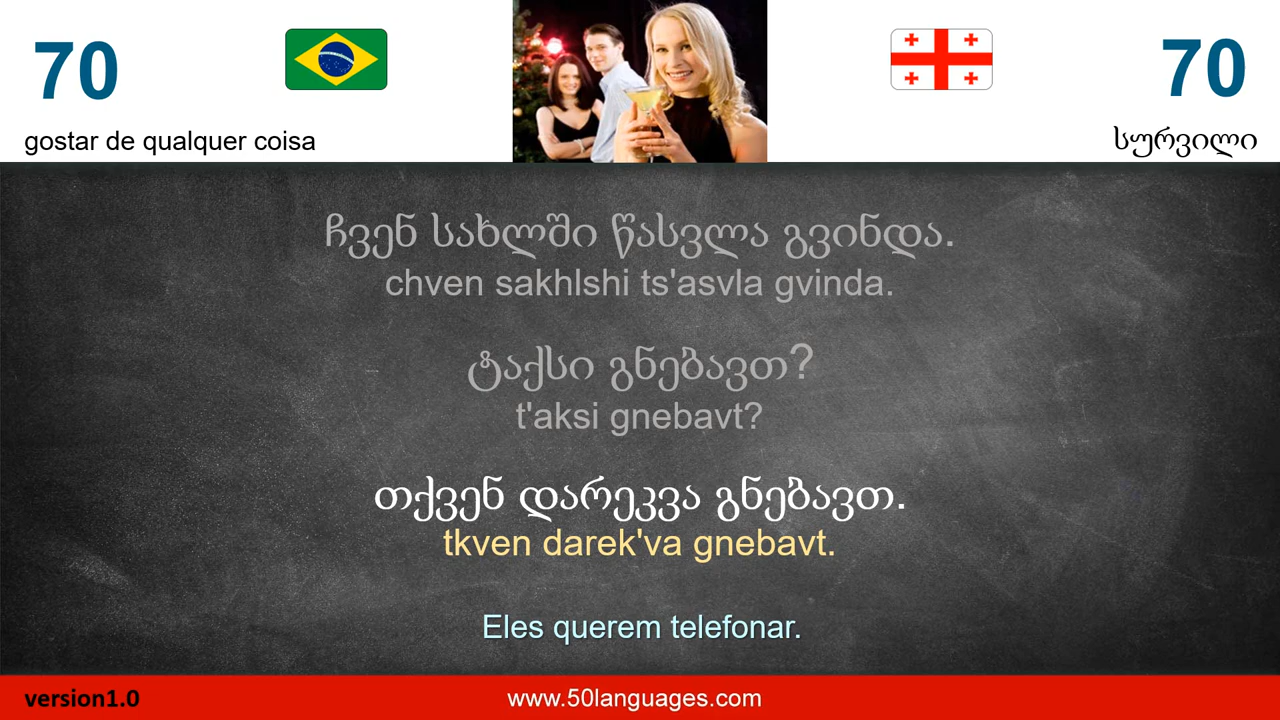 70
70
gostar de qualquer coisa
სურვილი
ჩვენ სახლში წასვლა გვინდა.
chven sakhlshi ts'asvla gvinda.
ტაქსი გნებავთ?
t'aksi gnebavt?
თქვენ დარეკვა გნებავთ.
tkven darek'va gnebavt.
Eles querem telefonar.
version1.0
www.50languages.com